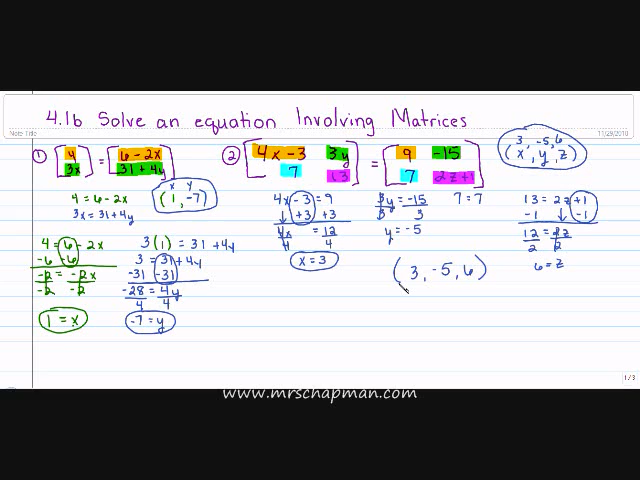 4.1b Solve an equation Involving Matrices
Note Title
11/29/2010
① [4 3x] = [6-2x 31+4y]
4 = 6-2x
3x = 31+4y
x y
(1, -7)
4 = 6 - 2x
-6 -6
-2 = -2x
-2 -2
1 = x
3(1) = 31 + 4y
3 = 31 + 4y
-31 -31
-28 = 4y
4 4
-7 = y
② [4x-3 3y 7 13] = [9 -15 7 2z+1]
3, -5, 6
(x, y, z)
4x - 3 = 9
+3 +3
4x = 12
4 4
x = 3
3y = -15
3 3
y = -5
7 = 7
13 = 2z +1
-1 -1
12 = 2z
2 2
6 = z
(3, -5, 6)
1/3
www.mrschapman.com